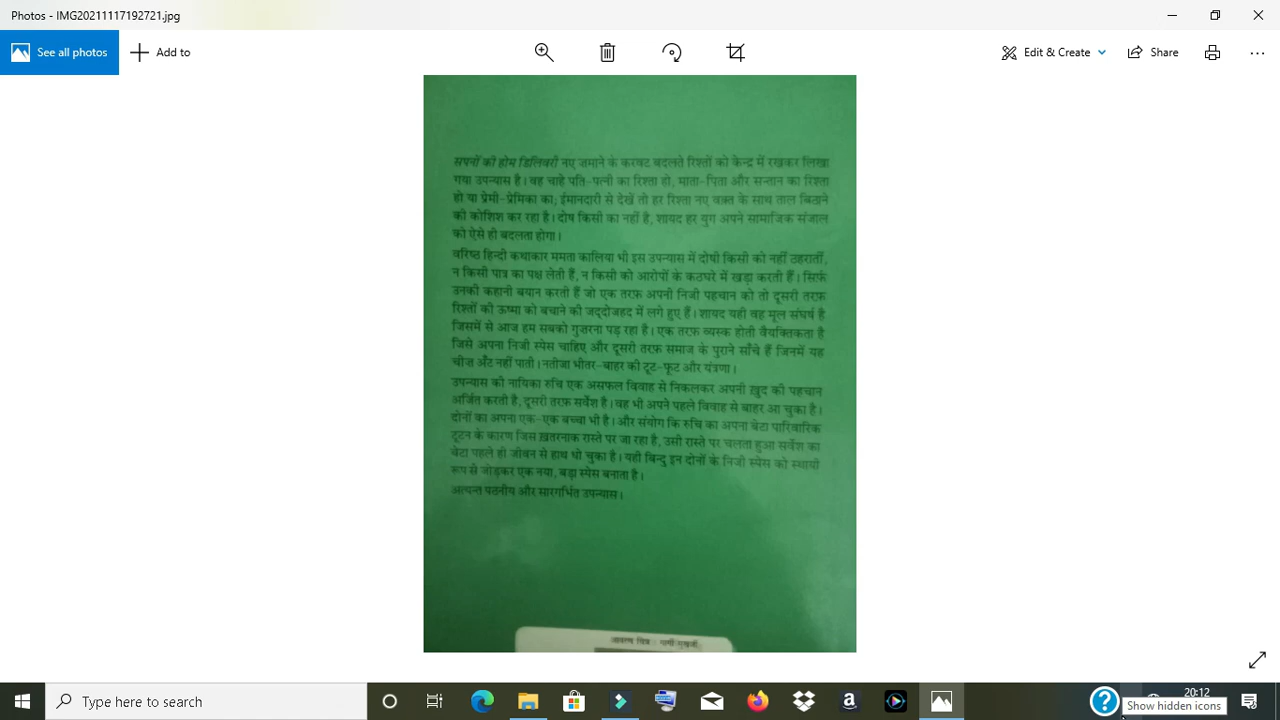 Photos - IMG20211117192721.jpg
See all photos
Add to
Edit & Create
Share
सपनों की होम डिलिवरी नए ज़माने के करवट बदलते रिश्तों को केन्द्र में रखकर लिखा
गया उपन्यास है। वह चाहे पति-पत्नी का रिश्ता हो, माता-पिता और सन्तान का रिश्ता
हो या प्रेमी-प्रेमिका का; ईमानदारी से देखें तो हर रिश्ता नए वक़्त के साथ ताल बिठाने
की कोशिश कर रहा है। दोष किसी का नहीं है, शायद हर युग अपने सामाजिक संजाल
को ऐसे ही बदलता होगा।
वरिष्ठ हिन्दी कथाकार ममता कालिया भी इस उपन्यास में दोषी किसी को नहीं ठहरातीं,
न किसी पात्र का पक्ष लेती हैं, न किसी को आरोपों के कठघरे में खड़ा करती हैं। सिर्फ़
उनकी कहानी बयान करती हैं जो एक तरफ़ अपनी निजी पहचान को तो दूसरी तरफ़
रिश्तों की ऊष्मा को बचाने की जद्दोजहद में लगे हुए हैं। शायद यही वह मूल संघर्ष है
जिसमें से आज हम सबको गुज़रना पड़ रहा है। एक तरफ़ व्यस्क होती वैयक्तिकता है
जिसे अपना निजी स्पेस चाहिए और दूसरी तरफ़ समाज के पुराने साँचे हैं जिनमें यह
चीज़ अँट नहीं पाती। नतीजा भीतर-बाहर की टूट-फूट और यंत्रणा।
उपन्यास की नायिका रुचि एक असफल विवाह से निकलकर अपनी ख़ुद की पहचान
अर्जित करती है, दूसरी तरफ़ सर्वेश है। वह भी अपने पहले विवाह से बाहर आ चुका है।
दोनों का अपना एक-एक बच्चा भी है। और संयोग कि रुचि का अपना बेटा पारिवारिक
टूटन के कारण जिस ख़तरनाक रास्ते पर जा रहा है, उसी रास्ते पर चलता हुआ सर्वेश का
बेटा पहले ही जीवन से हाथ धो चुका है। यही बिन्दु इन दोनों के निजी स्पेस को स्थायी
रूप से जोड़कर एक नया, बड़ा स्पेस बनाता है।
अत्यन्त पठनीय और सारगर्भित उपन्यास।
आवरण चित्र :
Type here to search
20:12
Show hidden icons